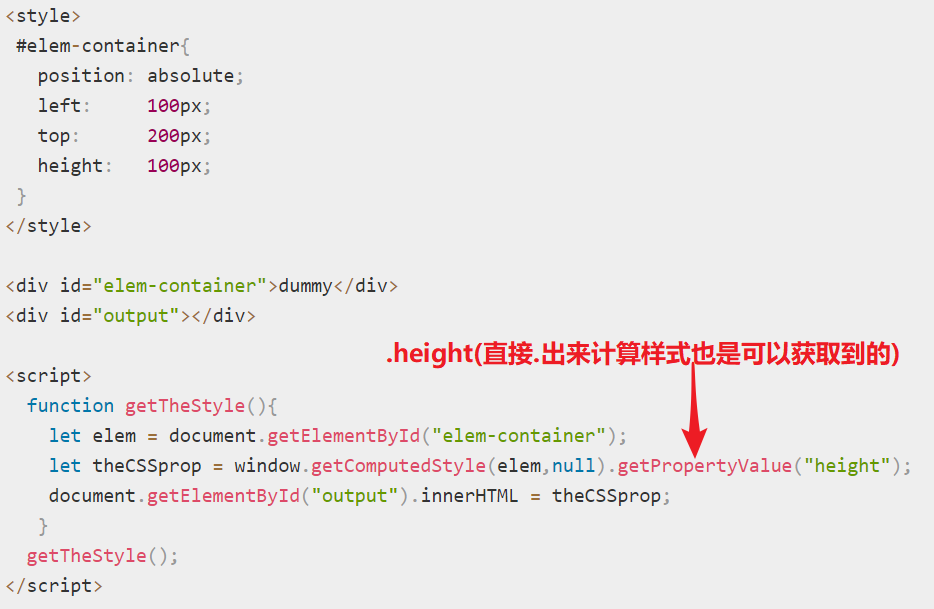 <style>
 #elem-container{
   position: absolute;
   left:     100px;
   top:      200px;
   height:   100px;
 }
</style>

<div id="elem-container">dummy</div>
<div id="output"></div>
.height(直接.出来计算样式也是可以获取到的)
<script>
  function getTheStyle(){
    let elem = document.getElementById("elem-container");
    let theCSSprop = window.getComputedStyle(elem,null).getPropertyValue("height");
    document.getElementById("output").innerHTML = theCSSprop;
   }
  getTheStyle();
</script>